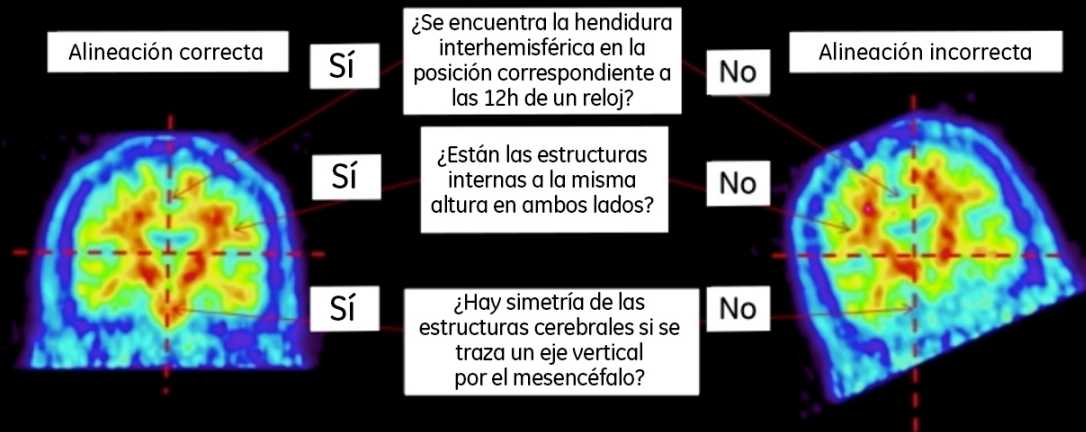 Alineación correcta
Sí
¿Se encuentra la hendidura
interhemisférica en la
posición correspondiente a
las 12h de un reloj?
No
Alineación incorrecta
Sí
¿Están las estructuras
internas a la misma
altura en ambos lados?
No
Sí
¿Hay simetría de las
estructuras cerebrales si se
traza un eje vertical
por el mesencéfalo?
No